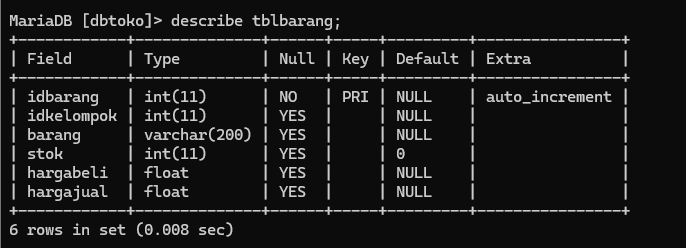 MariaDB [dbtoko]> describe tblbarang;
+------------+--------------+------+-----+---------+----------------+
| Field      | Type         | Null | Key | Default | Extra          |
+------------+--------------+------+-----+---------+----------------+
| idbarang   | int(11)      | NO   | PRI | NULL    | auto_increment |
| idkelompok | int(11)      | YES  |     | NULL    |                |
| barang     | varchar(200) | YES  |     | NULL    |                |
| stok       | int(11)      | YES  |     | 0       |                |
| hargabeli  | float        | YES  |     | NULL    |                |
| hargajual  | float        | YES  |     | NULL    |                |
+------------+--------------+------+-----+---------+----------------+
6 rows in set (0.008 sec)